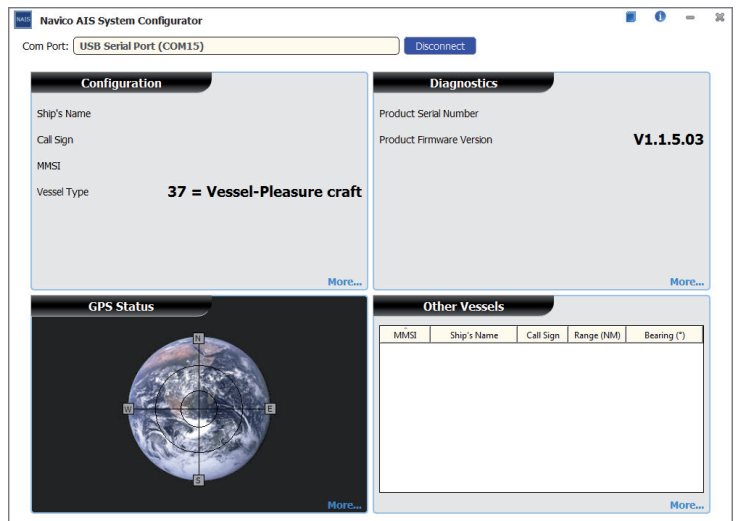 NAIS Navico AIS System Configurator
Com Port: USB Serial Port (COM15) Disconnect
Configuration
Ship's Name
Call Sign
MMSI
Vessel Type 37 = Vessel-Pleasure craft
More...
Diagnostics
Product Serial Number
Product Firmware Version V1.1.5.03
More...
GPS Status
N
W E
S
More...
Other Vessels
MMSI Ship's Name Call Sign Range (NM) Bearing (°)
More...